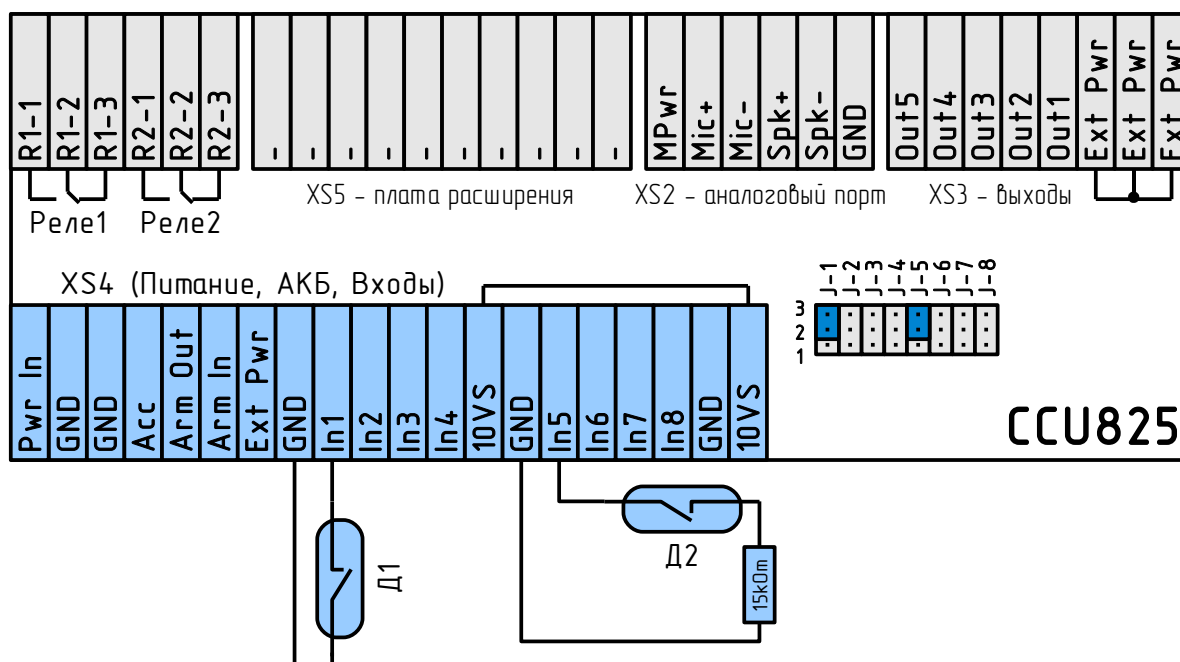 R1-1 R1-2 R1-3 R2-1 R2-2 R2-3 - - - - - - - - - - MPwr Mic+ Mic- Spk+ Spk- GND Out5 Out4 Out3 Out2 Out1 Ext Pwr Ext Pwr Ext Pwr
XS5 - плата расширения XS2 - аналоговый порт XS3 - выходы
Реле1 Реле2
XS4 (Питание, АКБ, Входы)
J-1 J-2 J-3 J-4 J-5 J-6 J-7 J-8
3
2
1
Pwr In GND GND Acc Arm Out Arm In Ext Pwr GND In1 In2 In3 In4 10VS GND In5 In6 In7 In8 GND 10VS
CCU825
Д1
Д2
15kOm